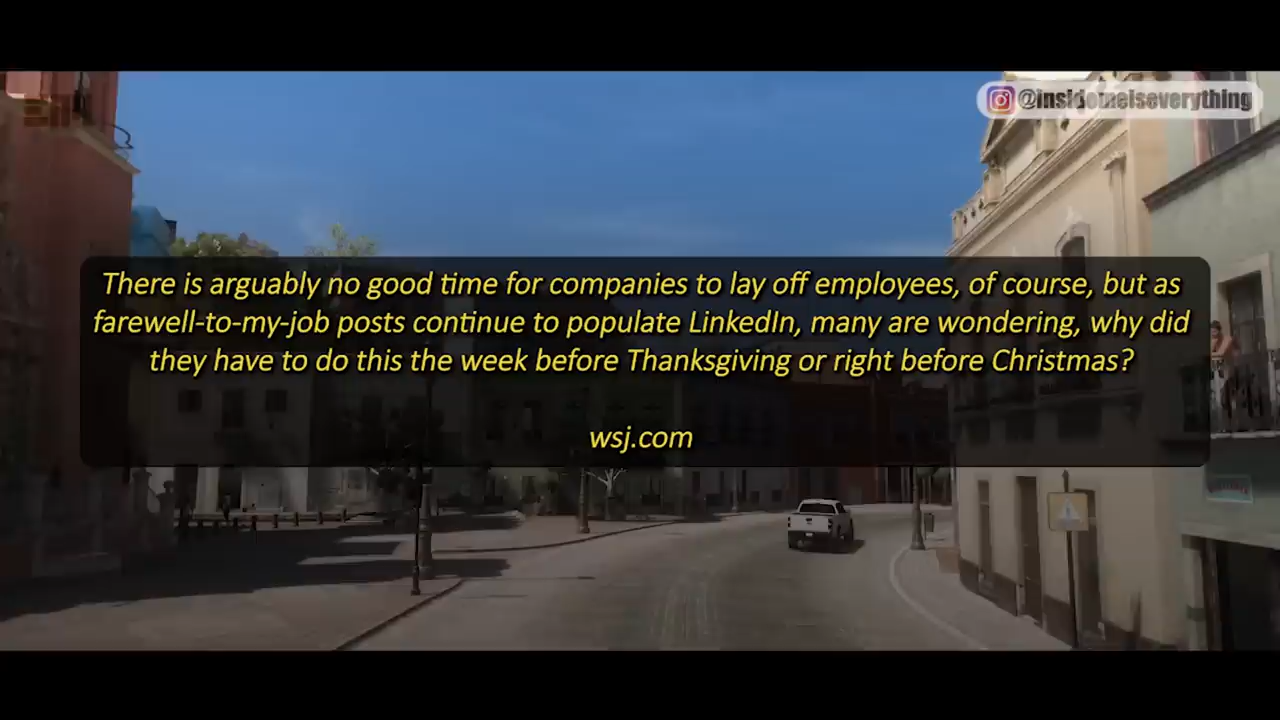 @insidemeiseverything
There is arguably no good time for companies to lay off employees, of course, but as
farewell-to-my-job posts continue to populate LinkedIn, many are wondering, why did
they have to do this the week before Thanksgiving or right before Christmas?
wsj.com